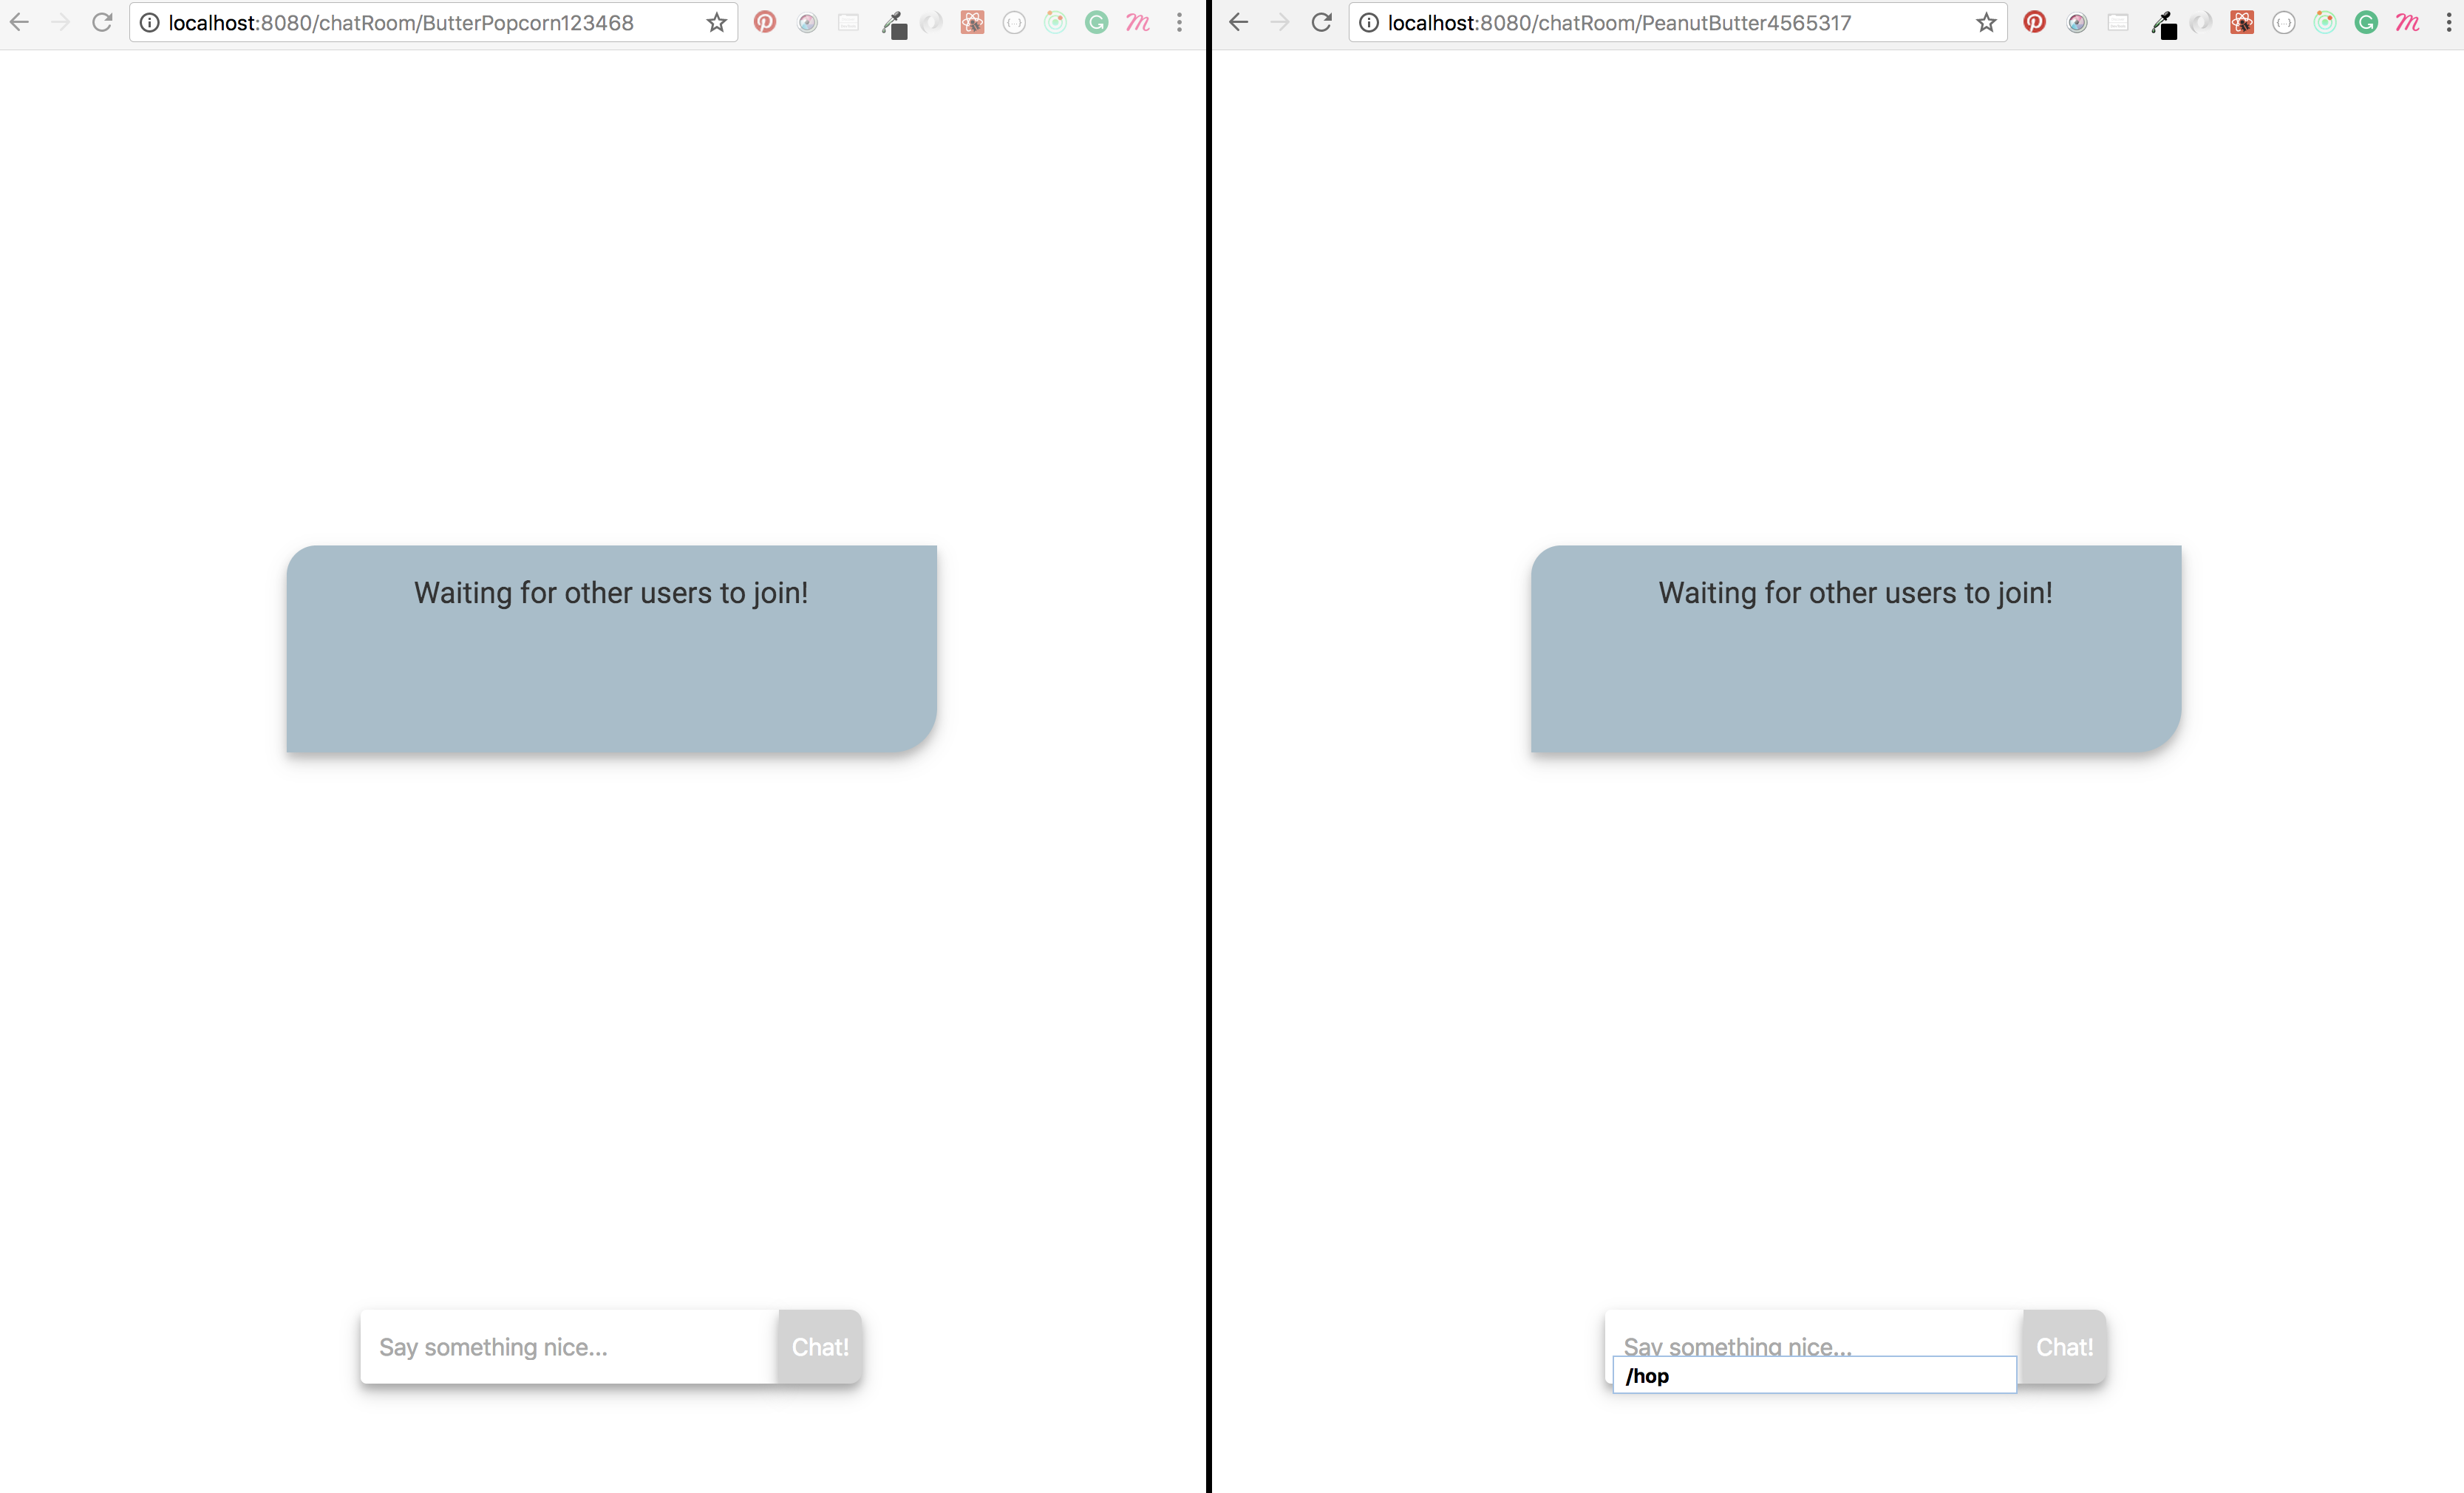 localhost:8080/chatRoom/ButterPopcorn123468
Waiting for other users to join!
Say something nice...
Chat!
localhost:8080/chatRoom/PeanutButter4565317
Waiting for other users to join!
Say something nice...
Chat!
/hop